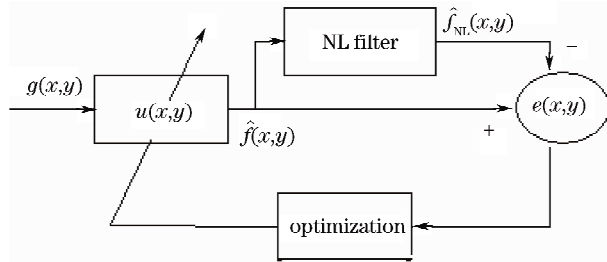 NL filter
f̂_NL(x,y)
−
g(x,y)
u(x,y)
f̂(x,y)
+
e(x,y)
optimization